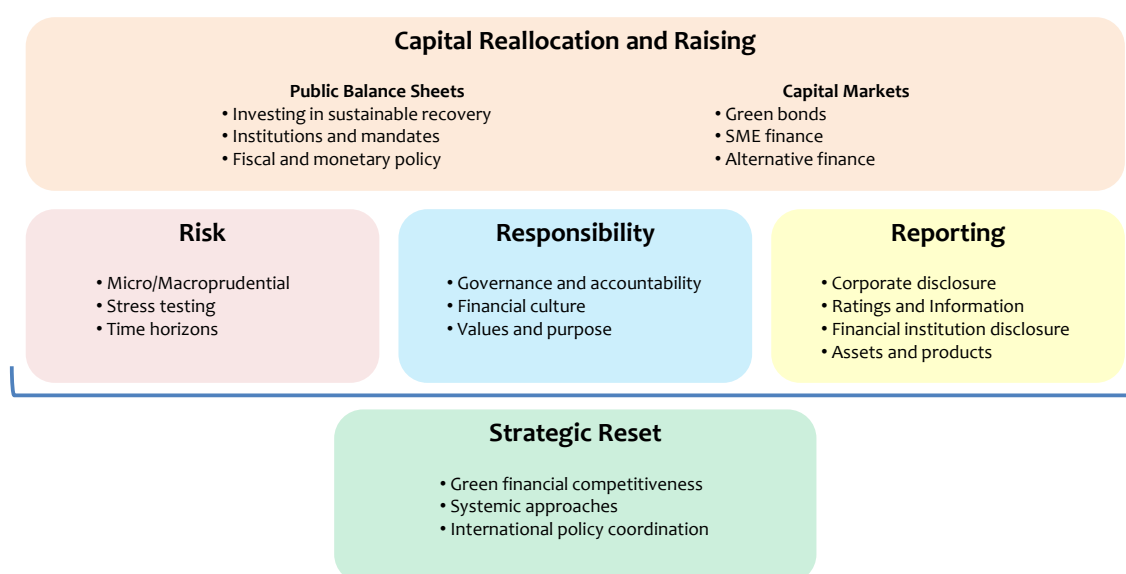 Capital Reallocation and Raising
Public Balance Sheets
• Investing in sustainable recovery
• Institutions and mandates
• Fiscal and monetary policy
Capital Markets
• Green bonds
• SME finance
• Alternative finance
Risk
• Micro/Macroprudential
• Stress testing
• Time horizons
Responsibility
• Governance and accountability
• Financial culture
• Values and purpose
Reporting
• Corporate disclosure
• Ratings and Information
• Financial institution disclosure
• Assets and products
Strategic Reset
• Green financial competitiveness
• Systemic approaches
• International policy coordination